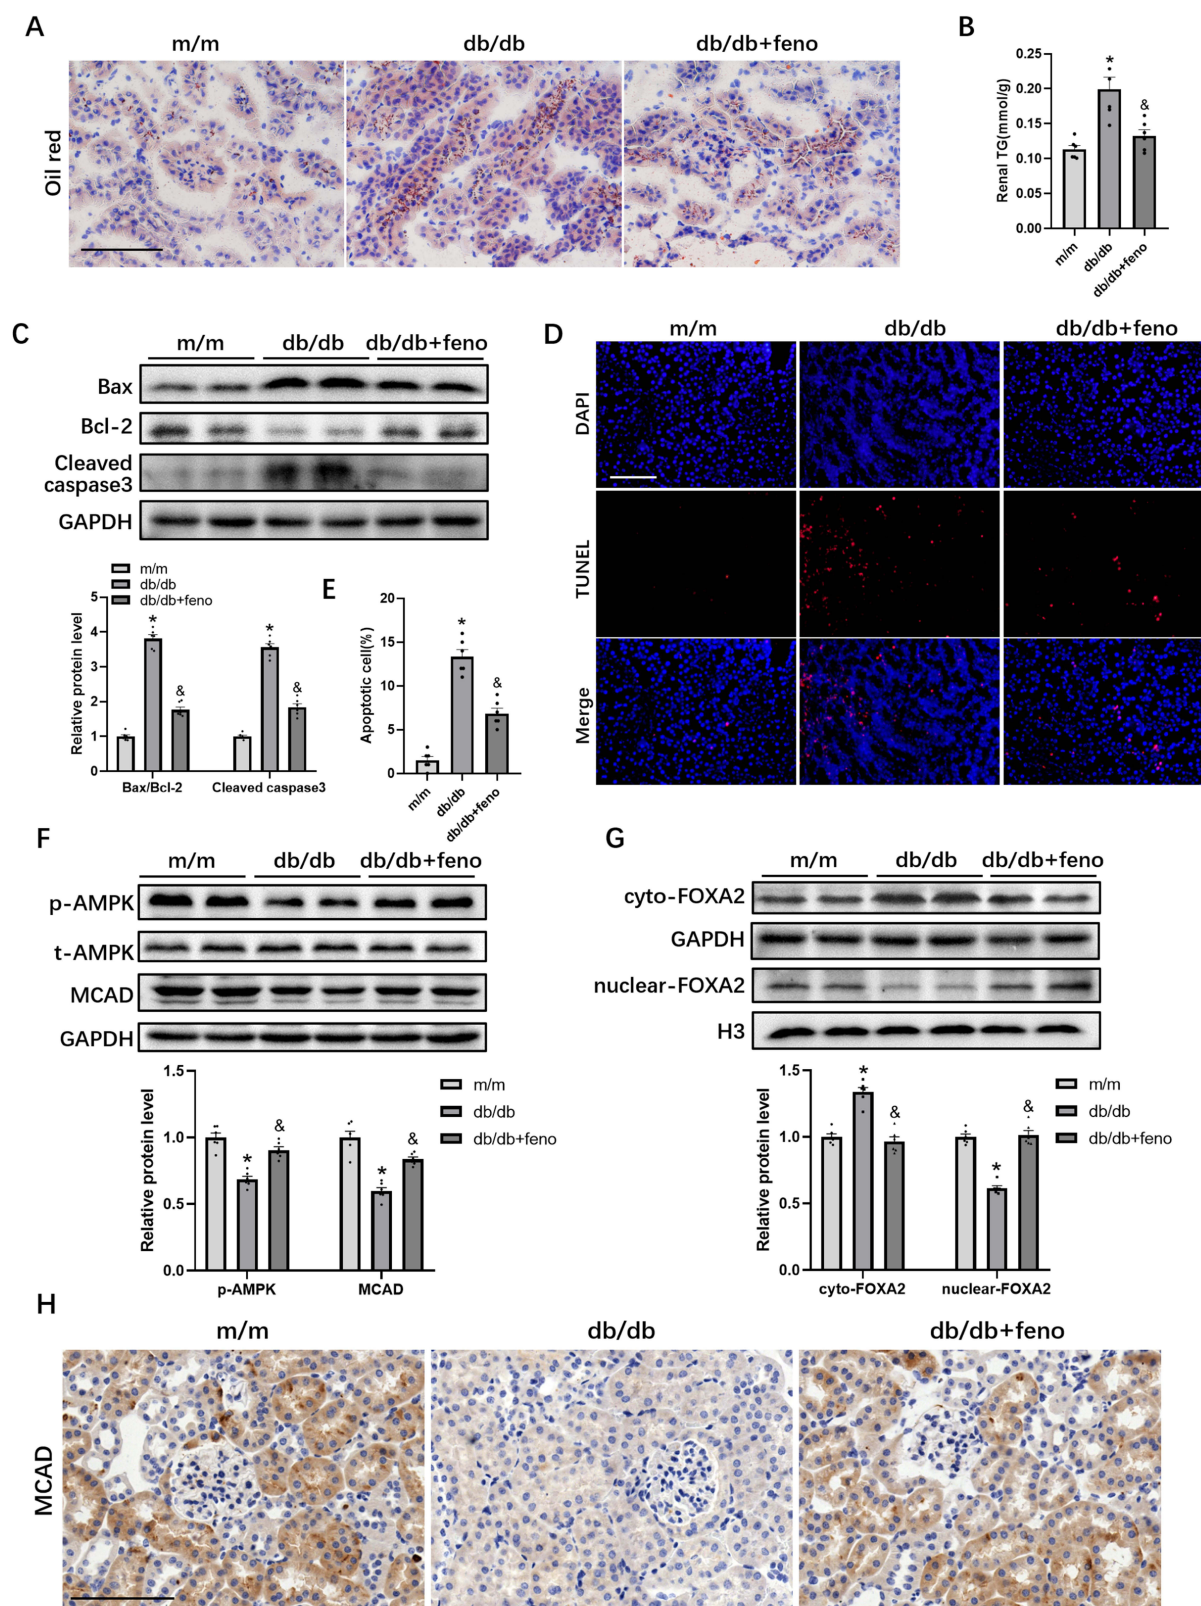 A
m/m
db/db
db/db+feno
Oil red
B
Renal TG(mmol/g)
0.25
0.20
0.15
0.10
0.05
0.00
*
&
m/m
db/db
db/db+feno
C
m/m
db/db
db/db+feno
Bax
Bcl-2
Cleaved
caspase3
GAPDH
m/m
db/db
db/db+feno
Relative protein level
5
4
3
2
1
0
*
&
*
&
Bax/Bcl-2
Cleaved caspase3
D
m/m
db/db
db/db+feno
DAPI
TUNEL
Merge
E
Apoptotic cell(%)
20
15
10
5
0
*
&
m/m
db/db
db/db+feno
F
m/m
db/db
db/db+feno
p-AMPK
t-AMPK
MCAD
GAPDH
Relative protein level
1.5
1.0
0.5
0.0
*
&
*
&
p-AMPK
MCAD
m/m
db/db
db/db+feno
G
m/m
db/db
db/db+feno
cyto-FOXA2
GAPDH
nuclear-FOXA2
H3
Relative protein level
1.5
1.0
0.5
0.0
*
&
*
&
cyto-FOXA2
nuclear-FOXA2
m/m
db/db
db/db+feno
H
m/m
db/db
db/db+feno
MCAD